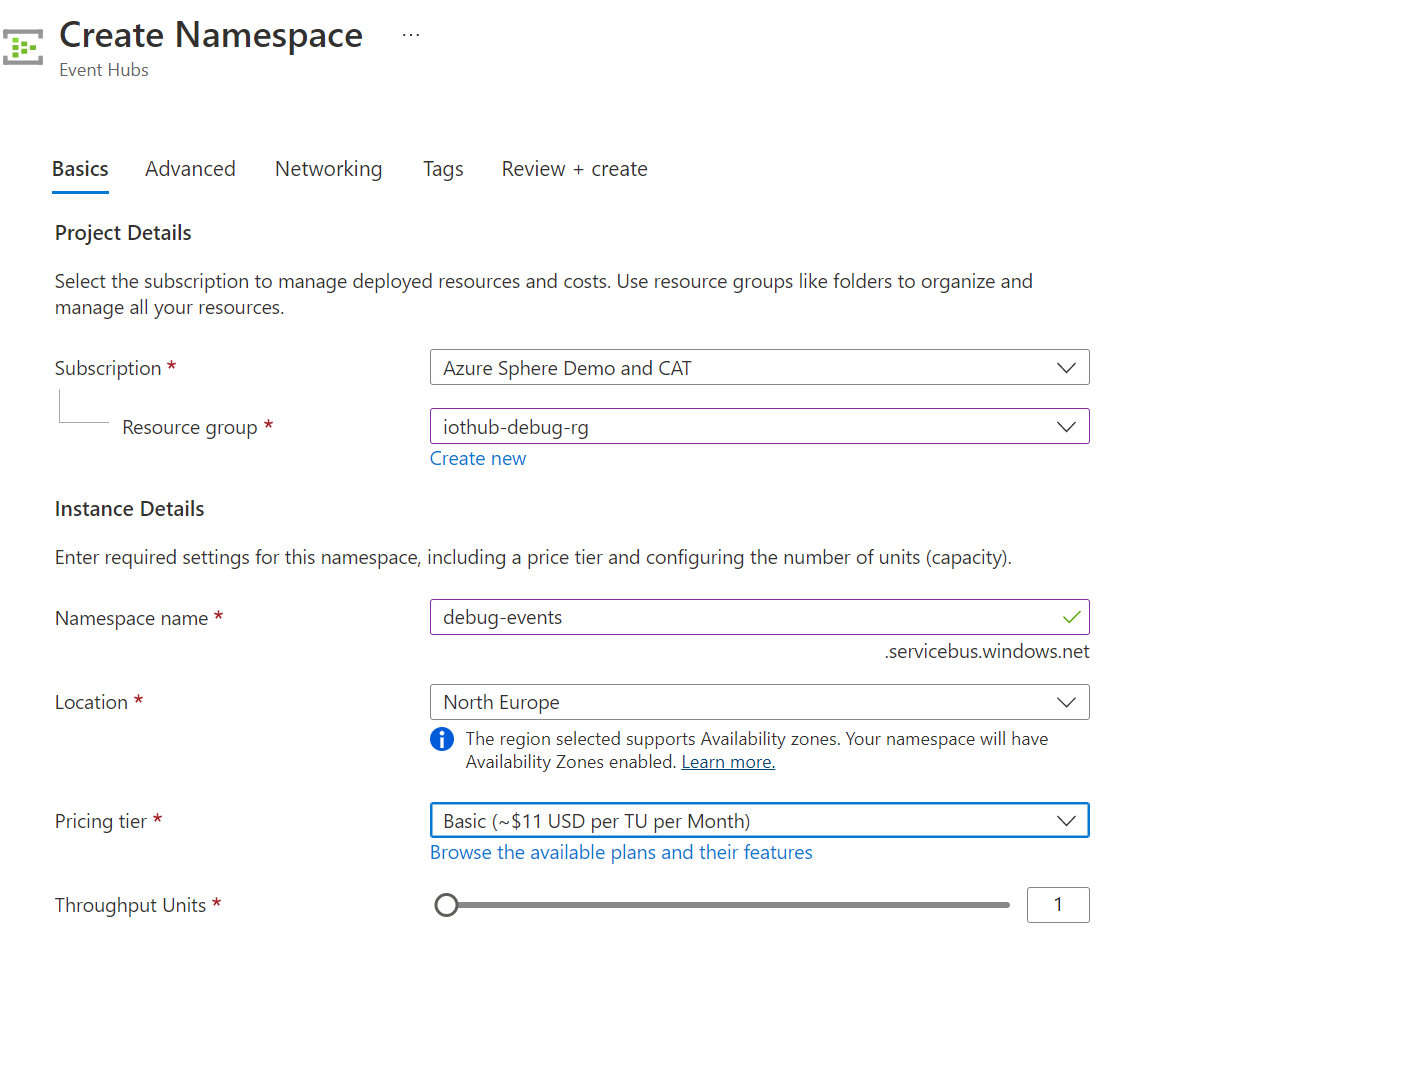 Create Namespace ...
Event Hubs
Basics Advanced Networking Tags Review + create
Project Details
Select the subscription to manage deployed resources and costs. Use resource groups like folders to organize and
manage all your resources.
Subscription * Azure Sphere Demo and CAT
Resource group * iothub-debug-rg
Create new
Instance Details
Enter required settings for this namespace, including a price tier and configuring the number of units (capacity).
Namespace name * debug-events
.servicebus.windows.net
Location * North Europe
The region selected supports Availability zones. Your namespace will have
Availability Zones enabled. Learn more.
Pricing tier * Basic (~$11 USD per TU per Month)
Browse the available plans and their features
Throughput Units * 1